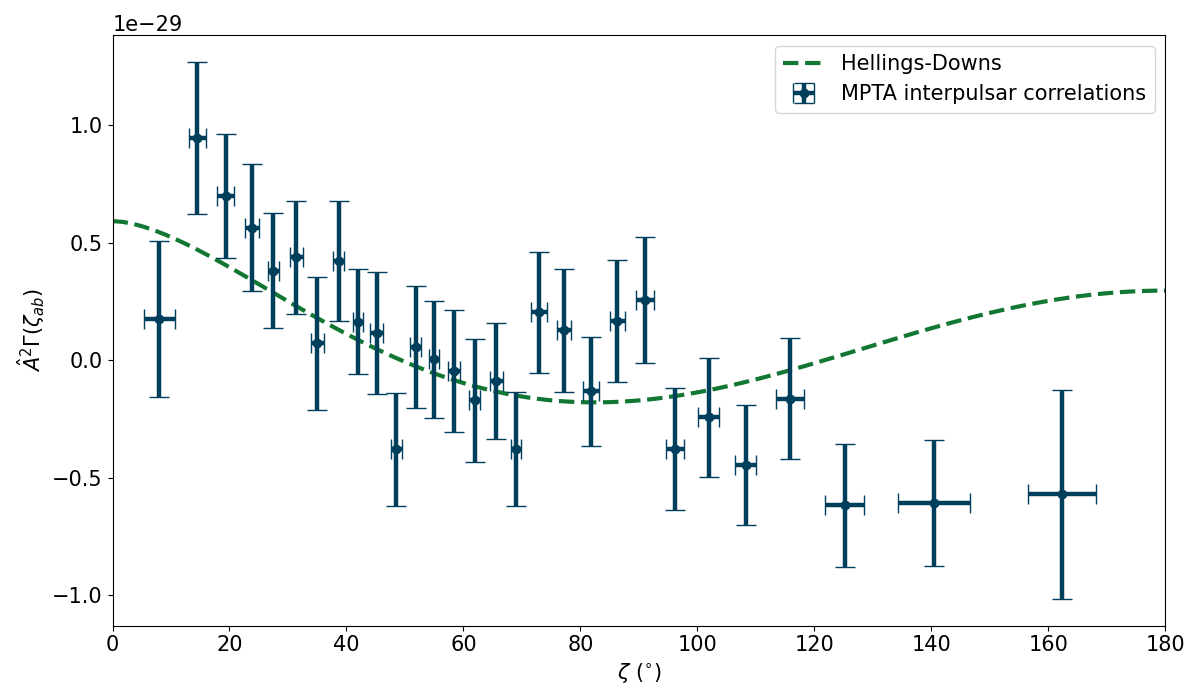 1e−29
Hellings-Downs
MPTA interpulsar correlations
1.0
0.5
0.0
−0.5
−1.0
Â²Γ(ζ_ab)
0 20 40 60 80 100 120 140 160 180
ζ (°)